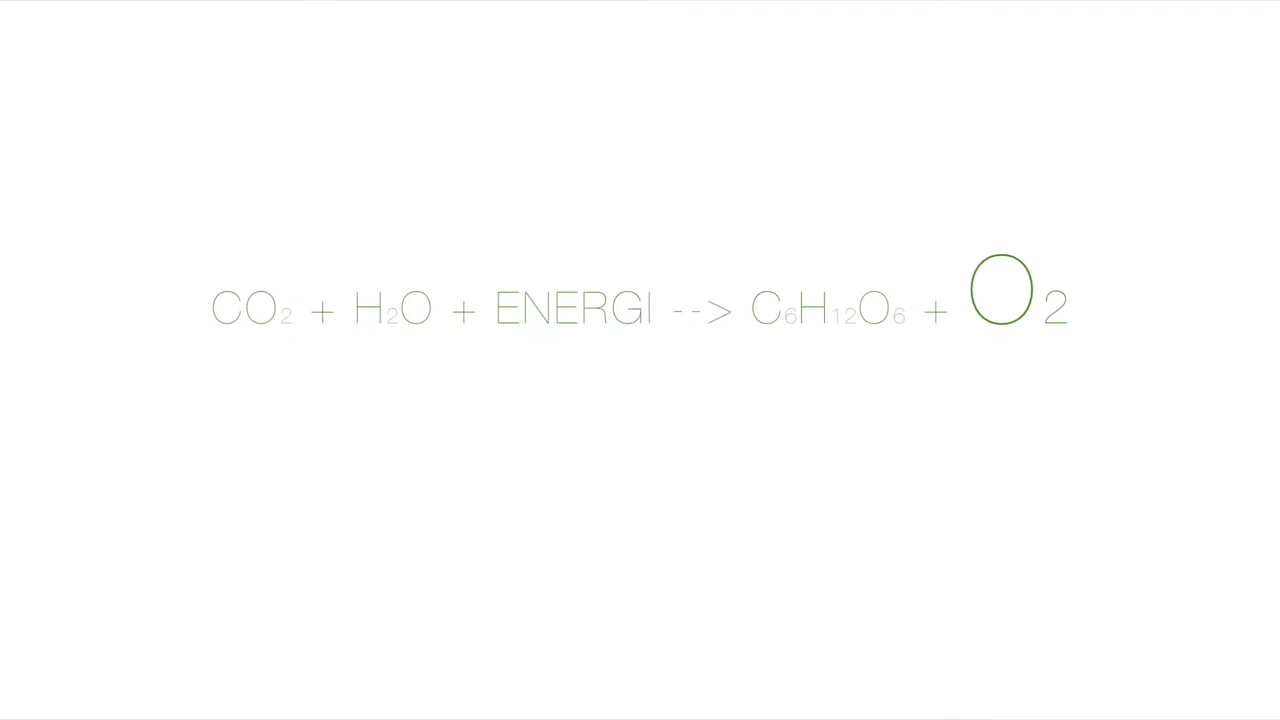 CO₂ + H₂O + ENERGI --> C₆H₁₂O₆ + O₂